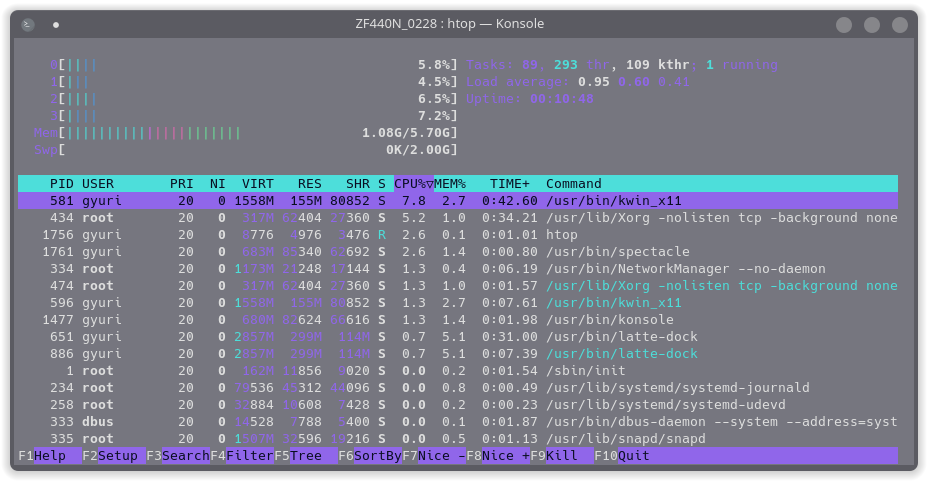 ZF440N_0228 : htop — Konsole
0[|||| 5.8%] Tasks: 89, 293 thr, 109 kthr; 1 running
1[||| 4.5%] Load average: 0.95 0.60 0.41
2[|||| 6.5%] Uptime: 00:10:48
3[|||| 7.2%]
Mem[|||||||||||||||||||||| 1.08G/5.70G]
Swp[ 0K/2.00G]
PID USER PRI NI VIRT RES SHR S CPU%▽MEM% TIME+ Command
581 gyuri 20 0 1558M 155M 80852 S 7.8 2.7 0:42.60 /usr/bin/kwin_x11
434 root 20 0 317M 62404 27360 S 5.2 1.0 0:34.21 /usr/lib/Xorg -nolisten tcp -background none
1756 gyuri 20 0 8776 4976 3476 R 2.6 0.1 0:01.01 htop
1761 gyuri 20 0 683M 85340 62692 S 2.6 1.4 0:00.80 /usr/bin/spectacle
334 root 20 0 1173M 21248 17144 S 1.3 0.4 0:06.19 /usr/bin/NetworkManager --no-daemon
474 root 20 0 317M 62404 27360 S 1.3 1.0 0:01.57 /usr/lib/Xorg -nolisten tcp -background none
596 gyuri 20 0 1558M 155M 80852 S 1.3 2.7 0:07.61 /usr/bin/kwin_x11
1477 gyuri 20 0 S 1.3 1.4 0:01.98 /usr/bin/konsole
651 gyuri 20 0 2857M 299M 114M S 0.7 5.1 0:31.00 /usr/bin/latte-dock
886 gyuri 20 0 2857M 299M 114M S 0.7 5.1 0:07.39 /usr/bin/latte-dock
1 root 20 0 162M 11856 9020 S 0.0 0.2 0:01.54 /sbin/init
234 root 20 0 79536 45312 44096 S 0.0 0.8 0:00.49 /usr/lib/systemd/systemd-journald
258 root 20 0 32884 10608 7428 S 0.0 0.2 0:00.23 /usr/lib/systemd/systemd-udevd
333 dbus 20 0 14528 7788 5400 S 0.0 0.1 0:01.87 /usr/bin/dbus-daemon --system --address=syst
335 root 20 0 1507M 32596 19216 S 0.0 0.5 0:01.13 /usr/lib/snapd/snapd
F1Help F2Setup F3SearchF4FilterF5Tree F6SortByF7Nice -F8Nice +F9Kill F10Quit